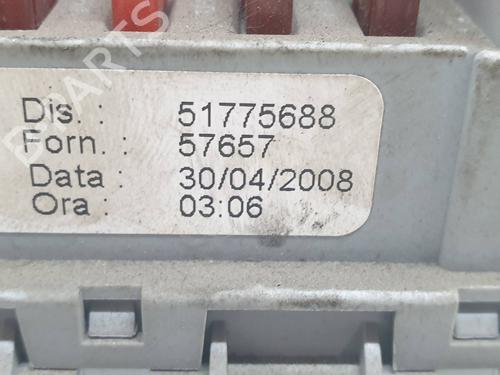 Dis. : 51775688
Forn. : 57657
Data : 30/04/2008
Ora : 03:06